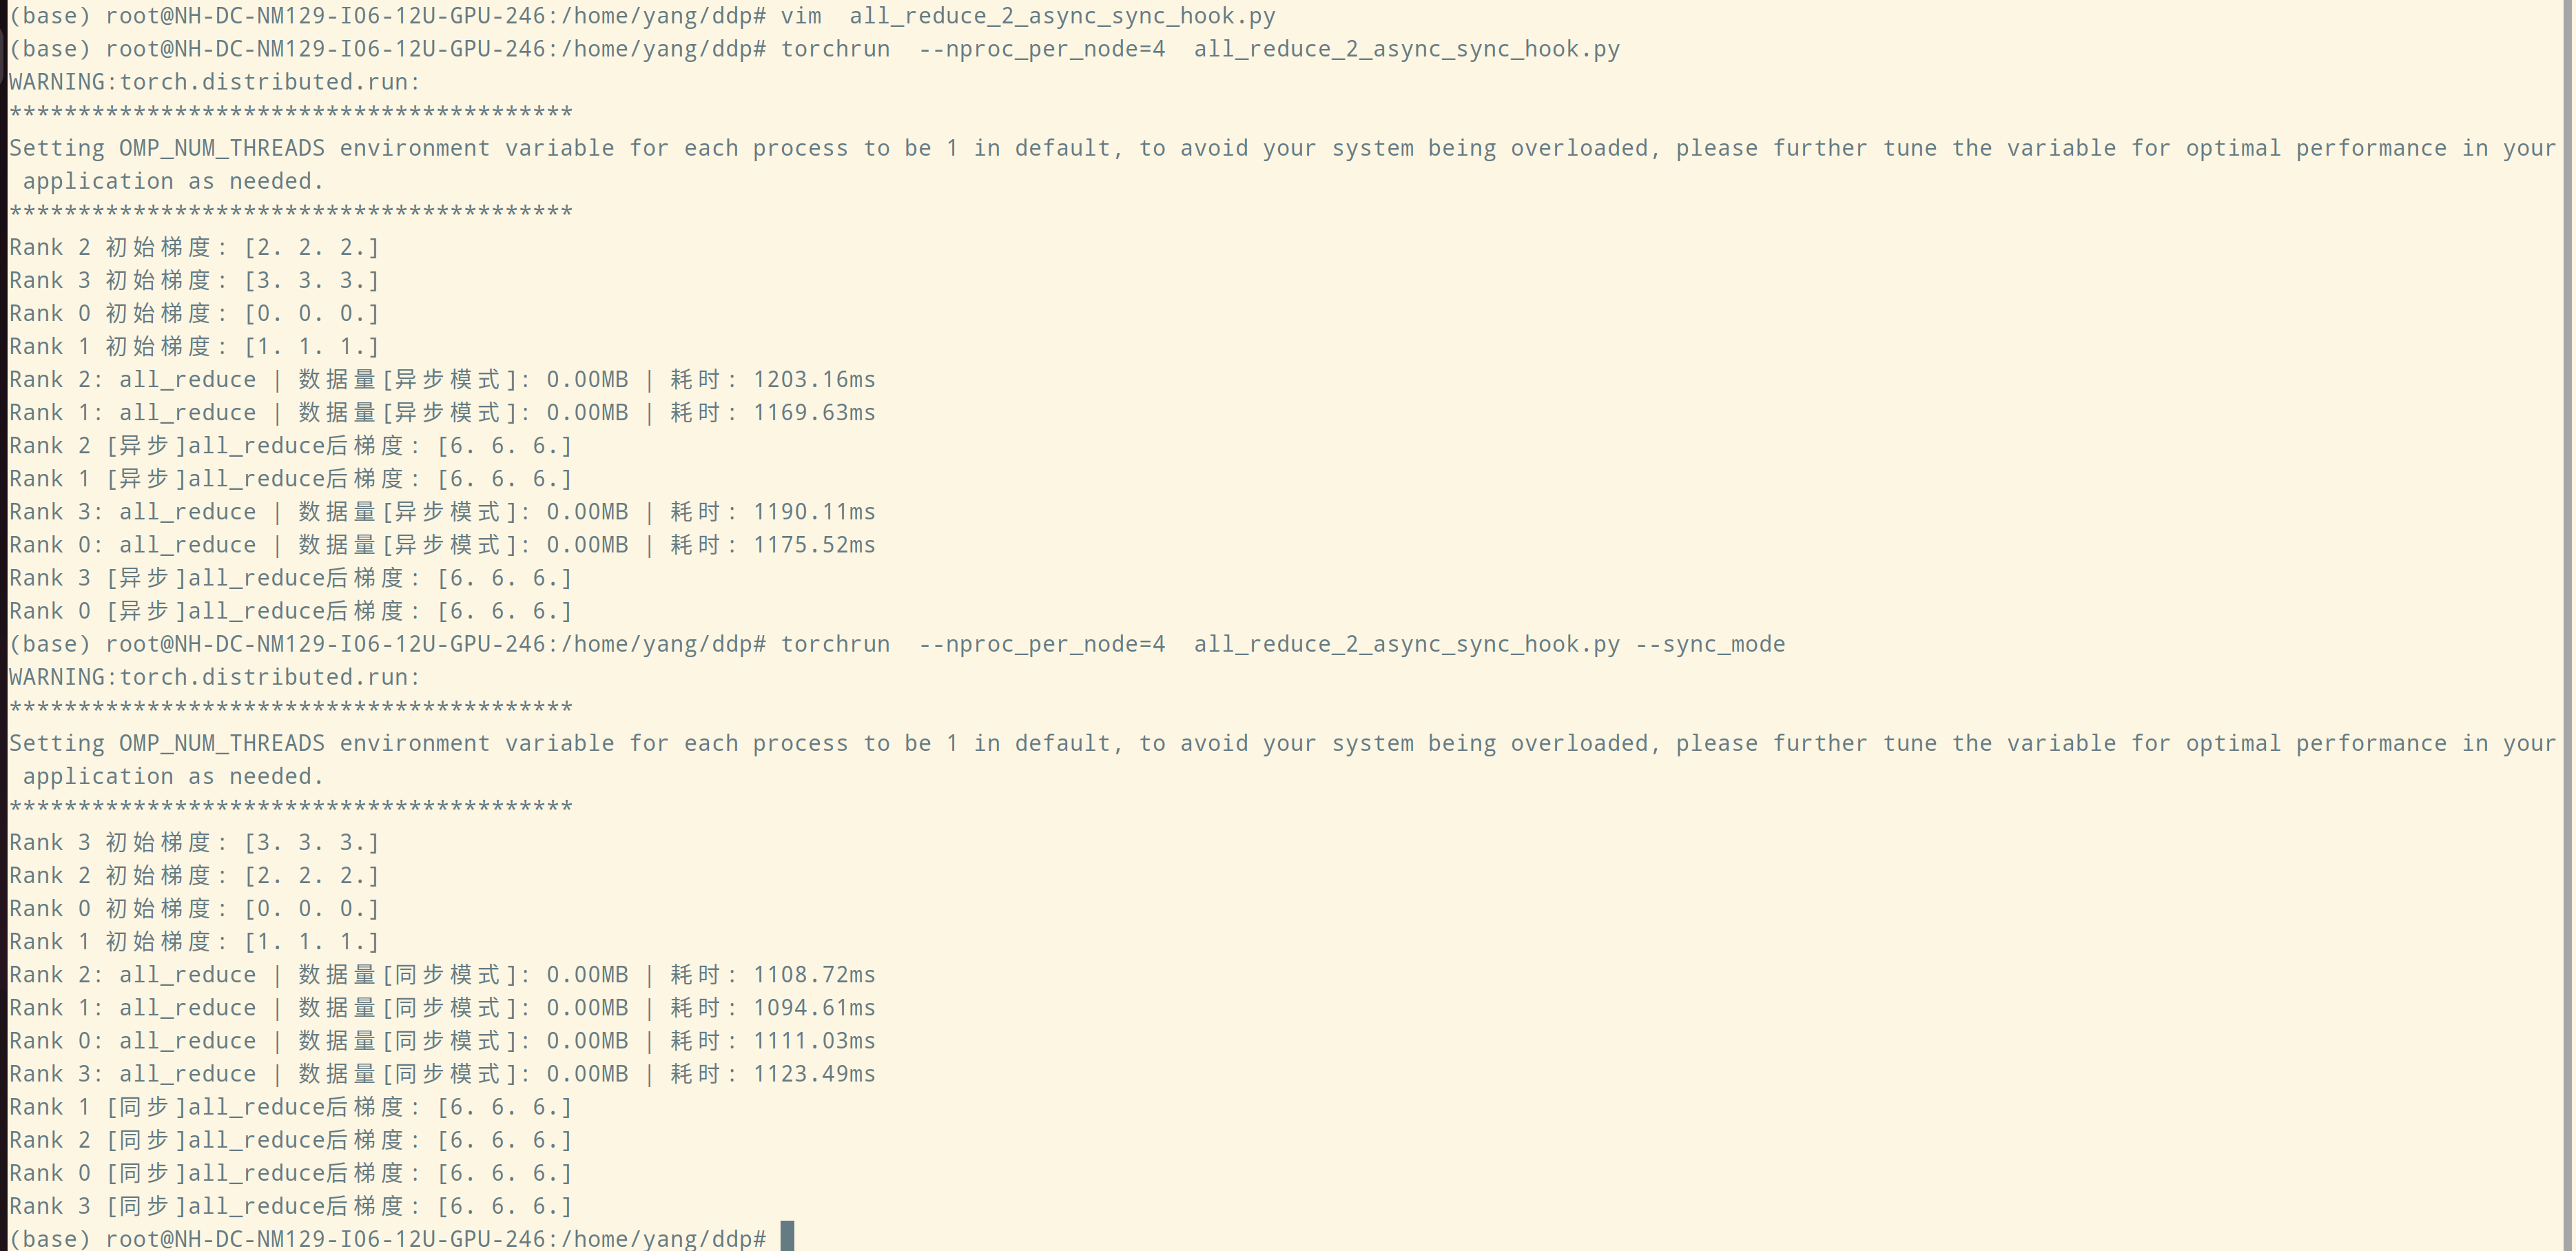 (base) root@NH-DC-NM129-I06-12U-GPU-246:/home/yang/ddp# vim  all_reduce_2_async_sync_hook.py
(base) root@NH-DC-NM129-I06-12U-GPU-246:/home/yang/ddp# torchrun  --nproc_per_node=4  all_reduce_2_async_sync_hook.py
WARNING:torch.distributed.run:
*****************************************
Setting OMP_NUM_THREADS environment variable for each process to be 1 in default, to avoid your system being overloaded, please further tune the variable for optimal performance in your
 application as needed.
*****************************************
Rank 2 初始梯度: [2. 2. 2.]
Rank 3 初始梯度: [3. 3. 3.]
Rank 0 初始梯度: [0. 0. 0.]
Rank 1 初始梯度: [1. 1. 1.]
Rank 2: all_reduce | 数据量[异步模式]: 0.00MB | 耗时: 1203.16ms
Rank 1: all_reduce | 数据量[异步模式]: 0.00MB | 耗时: 1169.63ms
Rank 2 [异步]all_reduce后梯度: [6. 6. 6.]
Rank 1 [异步]all_reduce后梯度: [6. 6. 6.]
Rank 3: all_reduce | 数据量[异步模式]: 0.00MB | 耗时: 1190.11ms
Rank 0: all_reduce | 数据量[异步模式]: 0.00MB | 耗时: 1175.52ms
Rank 3 [异步]all_reduce后梯度: [6. 6. 6.]
Rank 0 [异步]all_reduce后梯度: [6. 6. 6.]
(base) root@NH-DC-NM129-I06-12U-GPU-246:/home/yang/ddp# torchrun  --nproc_per_node=4  all_reduce_2_async_sync_hook.py --sync_mode
WARNING:torch.distributed.run:
*****************************************
Setting OMP_NUM_THREADS environment variable for each process to be 1 in default, to avoid your system being overloaded, please further tune the variable for optimal performance in your
 application as needed.
*****************************************
Rank 3 初始梯度: [3. 3. 3.]
Rank 2 初始梯度: [2. 2. 2.]
Rank 0 初始梯度: [0. 0. 0.]
Rank 1 初始梯度: [1. 1. 1.]
Rank 2: all_reduce | 数据量[同步模式]: 0.00MB | 耗时: 1108.72ms
Rank 1: all_reduce | 数据量[同步模式]: 0.00MB | 耗时: 1094.61ms
Rank 0: all_reduce | 数据量[同步模式]: 0.00MB | 耗时: 1111.03ms
Rank 3: all_reduce | 数据量[同步模式]: 0.00MB | 耗时: 1123.49ms
Rank 1 [同步]all_reduce后梯度: [6. 6. 6.]
Rank 2 [同步]all_reduce后梯度: [6. 6. 6.]
Rank 0 [同步]all_reduce后梯度: [6. 6. 6.]
Rank 3 [同步]all_reduce后梯度: [6. 6. 6.]
(base) root@NH-DC-NM129-I06-12U-GPU-246:/home/yang/ddp#